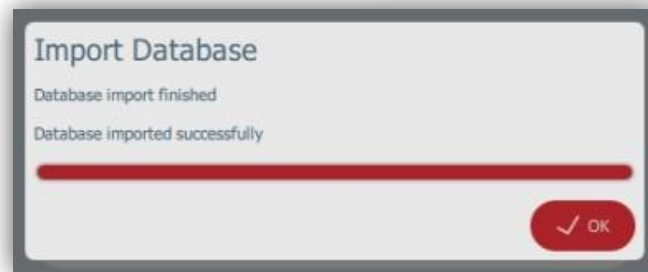 Import Database
Database import finished
Database imported successfully
OK